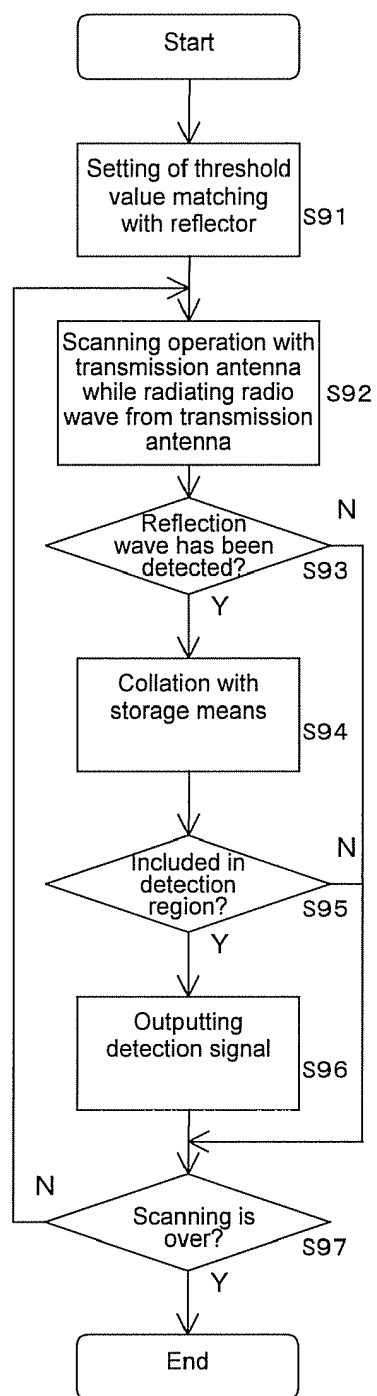 Start
Setting of threshold
value matching
with reflector
S91
Scanning operation with
transmission antenna
while radiating radio
wave from transmission
antenna
S92
Reflection
wave has been
detected?
N
S93
Y
Collation with
storage means
S94
Included in
detection
region?
N
S95
Y
Outputting
detection signal
S96
N
Scanning is
over?
S97
Y
End